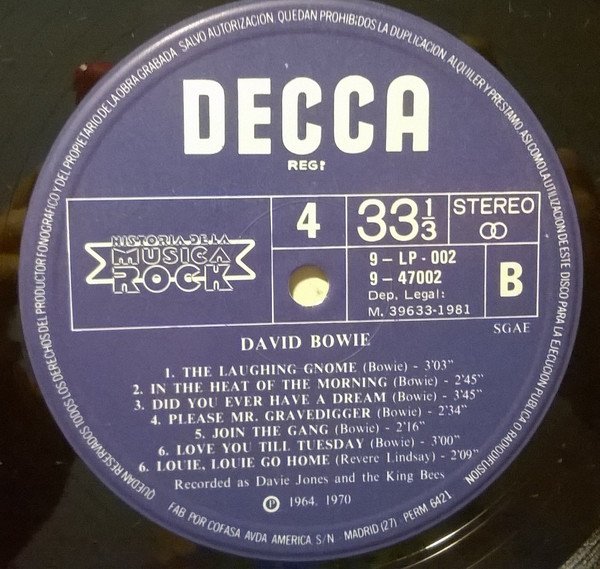 QUEDAN RESERVADOS TODOS LOS DERECHOS DEL PRODUCTOR FONOGRAFICO Y DEL PROPIETARIO DE LA OBRA GRABADA. SALVO AUTORIZACION QUEDAN PROHIBIDOS LA DUPLICACION, ALQUILER Y PRESTAMO, ASI COMO LA UTILIZACION DE ESTE DISCO PARA LA EJECUCION PUBLICA O RADIODIFUSION
DECCA
REGᵈ
HISTORIA DE LA
MUSICA
ROCK
4
33 1/3
STEREO
9 - LP - 002
9 - 47002
Dep. Legal:
M. 39633-1981
B
SGAE
DAVID BOWIE
1. THE LAUGHING GNOME (Bowie) - 3'03"
2. IN THE HEAT OF THE MORNING (Bowie) - 2'45"
3. DID YOU EVER HAVE A DREAM (Bowie) - 3'45"
4. PLEASE MR. GRAVEDIGGER (Bowie) - 2'34"
5. JOIN THE GANG (Bowie) - 2'16"
6. LOVE YOU TILL TUESDAY (Bowie) - 3'00"
6. LOUIE, LOUIE GO HOME (Revere Lindsay) - 2'09"
Recorded as Davie Jones and the King Bees
Ⓟ 1964. 1970
FAB. POR COFASA AVDA AMERICA S/N - MADRID (27) PERM. 6421